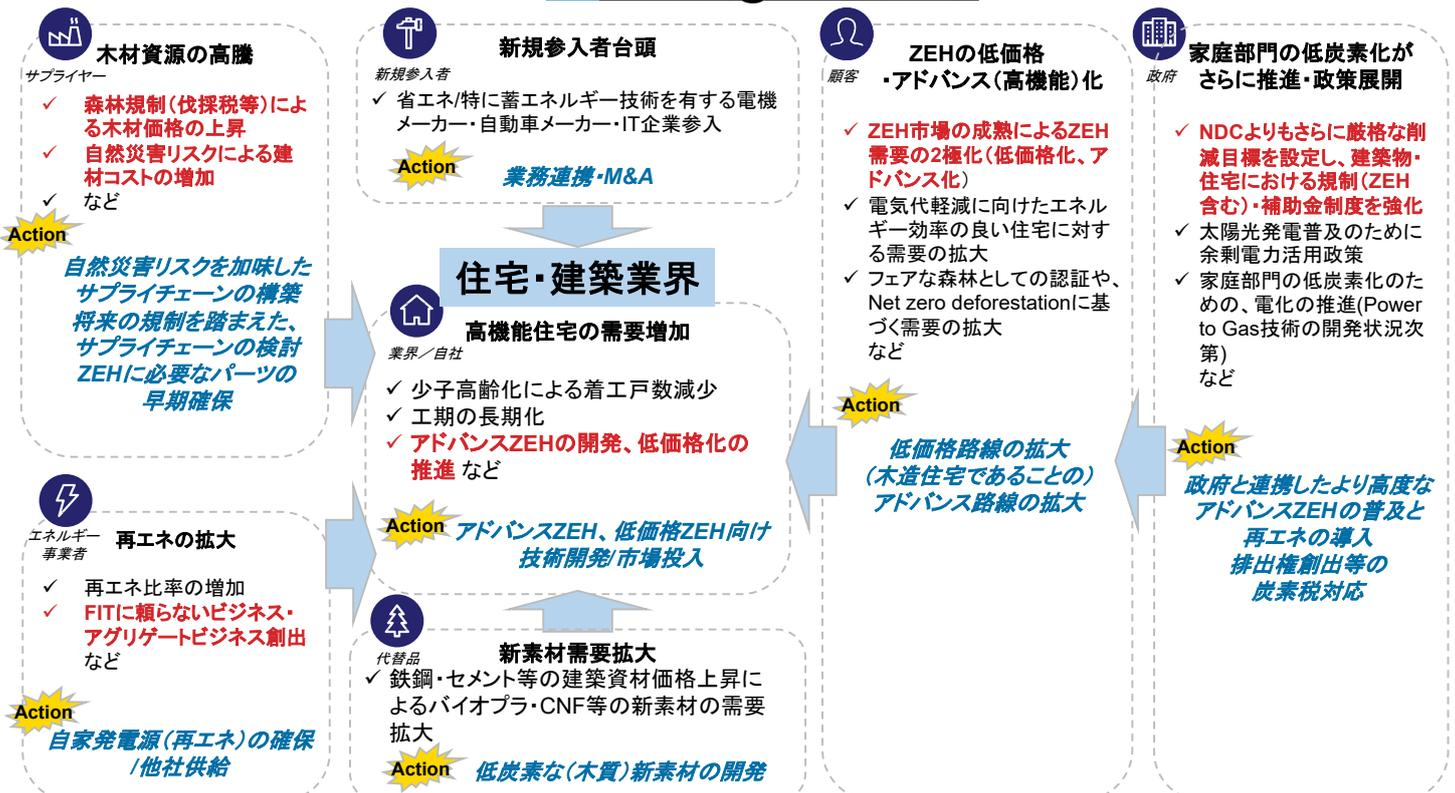 木材資源の高騰
サプライヤー
森林規制（伐採税等）によ
る木材価格の上昇
自然災害リスクによる建
材コストの増加
など
Action
自然災害リスクを加味した
サプライチェーンの構築
将来の規制を踏まえた、
サプライチェーンの検討
ZEHに必要なパーツの
早期確保
エネルギー
事業者
再エネの拡大
再エネ比率の増加
FITに頼らないビジネス・
アグリゲートビジネス創出
など
Action
自家発電源（再エネ）の確保
/他社供給
新規参入者台頭
新規参入者
省エネ/特に蓄エネルギー技術を有する電機
メーカー・自動車メーカー・IT企業参入
Action
業務連携・M&A
住宅・建築業界
高機能住宅の需要増加
業界／自社
少子高齢化による着工戸数減少
工期の長期化
アドバンスZEHの開発、低価格化の
推進 など
Action
アドバンスZEH、低価格ZEH向け
技術開発/市場投入
新素材需要拡大
代替品
鉄鋼・セメント等の建築資材価格上昇に
よるバイオプラ・CNF等の新素材の需要
拡大
Action
低炭素な（木質）新素材の開発
ZEHの低価格
・アドバンス（高機能）化
顧客
ZEH市場の成熟によるZEH
需要の2極化（低価格化、ア
ドバンス化）
電気代軽減に向けたエネル
ギー効率の良い住宅に対す
る需要の拡大
フェアな森林としての認証や、
Net zero deforestationに基
づく需要の拡大
など
Action
低価格路線の拡大
（木造住宅であることの）
アドバンス路線の拡大
家庭部門の低炭素化が
さらに推進・政策展開
政府
NDCよりもさらに厳格な削
減目標を設定し、建築物・
住宅における規制（ZEH
含む）・補助金制度を強化
太陽光発電普及のために
余剰電力活用政策
家庭部門の低炭素化のた
めの、電化の推進(Power
to Gas技術の開発状況次
第)
など
Action
政府と連携したより高度な
アドバンスZEHの普及と
再エネの導入
排出権創出等の
炭素税対応